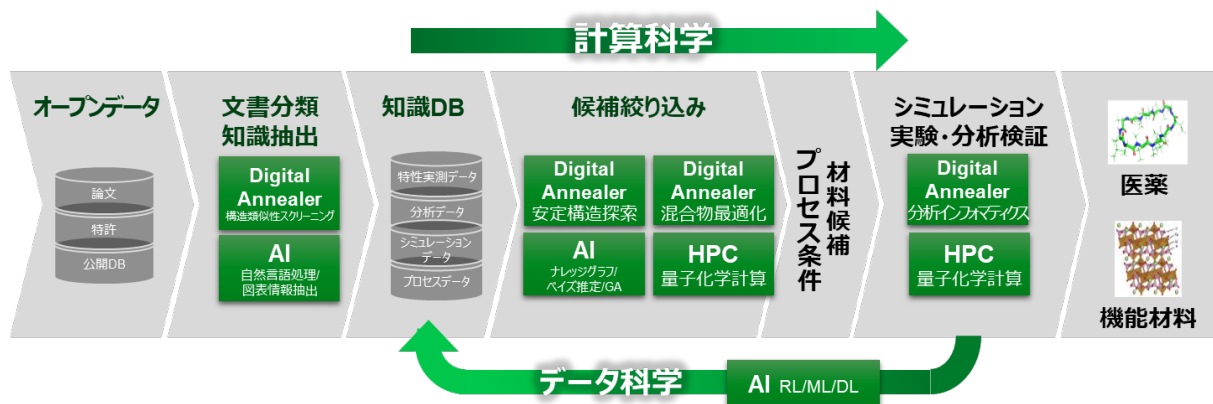 計算科学
オープンデータ
論文
特許
公開DB
文書分類
知識抽出
Digital
Annealer
構造類似性スクリーニング
AI
自然言語処理/
図表情報抽出
知識DB
特性実測データ
分析データ
シミュレーション
データ
プロセスデータ
候補絞り込み
Digital
Annealer
安定構造探索
Digital
Annealer
混合物最適化
AI
ナレッジグラフ/
ベイズ推定/GA
HPC
量子化学計算
材料候補
プロセス条件
シミュレーション
実験・分析検証
Digital
Annealer
分析インフォマティクス
HPC
量子化学計算
医薬
機能材料
データ科学
AI RL/ML/DL